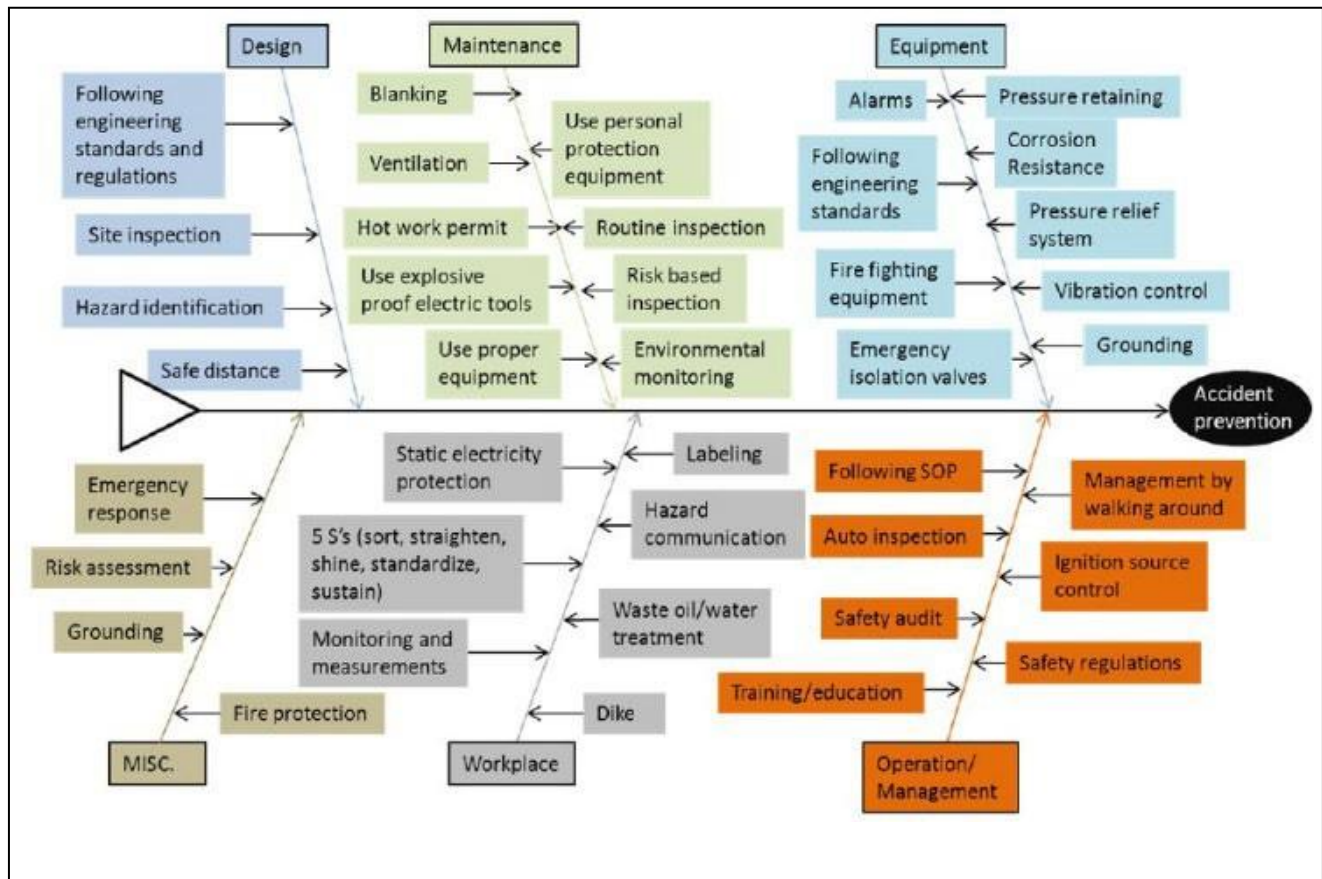 Design
Following
engineering
standards and
regulations
Site inspection
Hazard identification
Safe distance
Maintenance
Blanking
Ventilation
Hot work permit
Use explosive
proof electric tools
Use proper
equipment
Use personal
protection
equipment
Routine inspection
Risk based
inspection
Environmental
monitoring
Equipment
Alarms
Following
engineering
standards
Fire fighting
equipment
Emergency
isolation valves
Pressure retaining
Corrosion
Resistance
Pressure relief
system
Vibration control
Grounding
Accident
prevention
Emergency
response
Risk assessment
Grounding
Fire protection
MISC.
Static electricity
protection
5 S's (sort, straighten,
shine, standardize,
sustain)
Monitoring and
measurements
Labeling
Hazard
communication
Waste oil/water
treatment
Dike
Workplace
Following SOP
Auto inspection
Safety audit
Training/education
Management by
walking around
Ignition source
control
Safety regulations
Operation/
Management